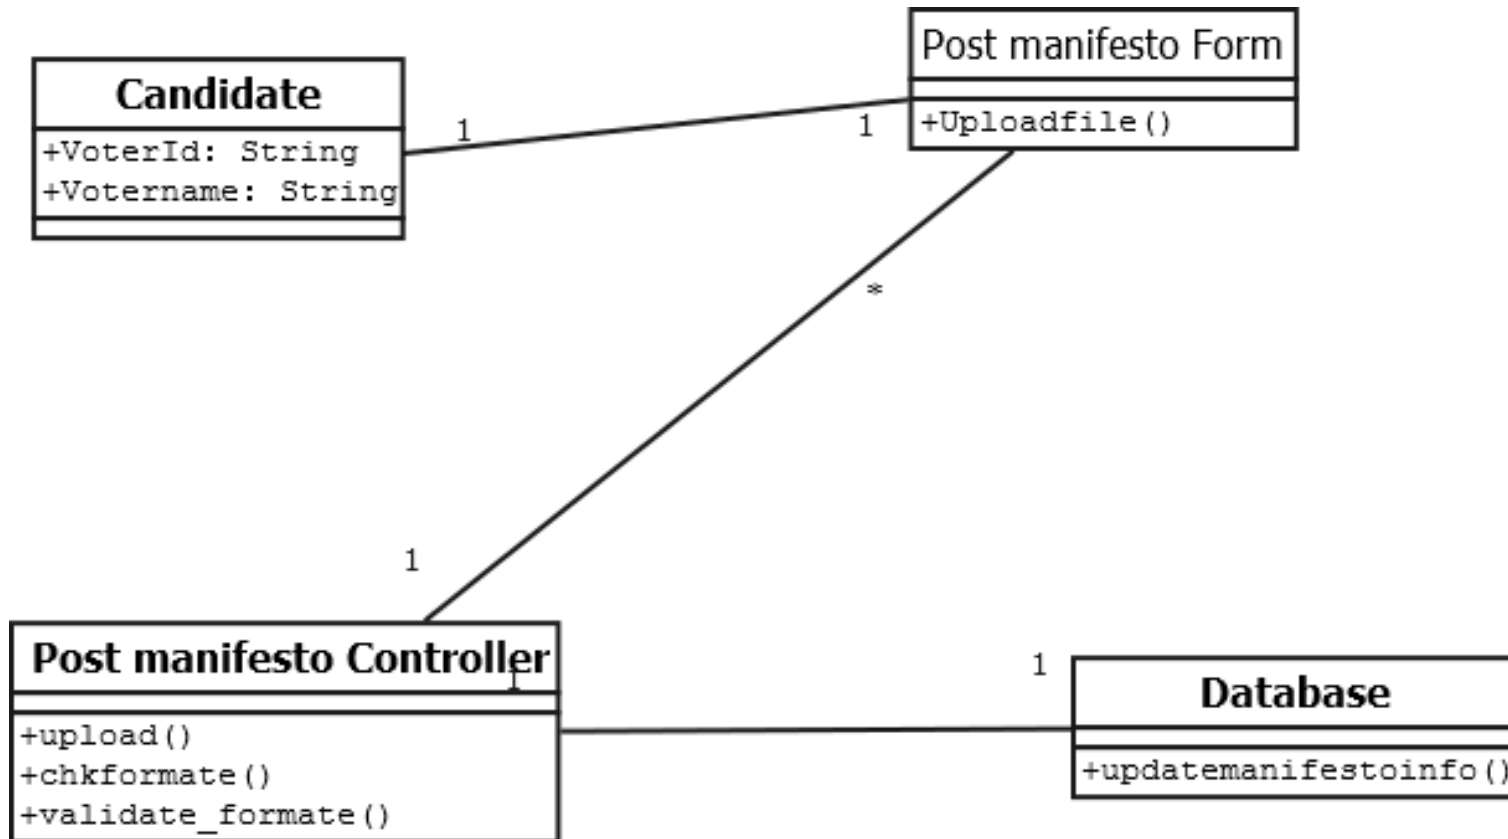 Post manifesto Form
+Uploadfile()
Candidate
+VoterId: String
+Votername: String
1
1
*
1
Post manifesto Controller
1
+upload()
+chkformate()
+validate_formate()
1
Database
+updatemanifestoinfo()